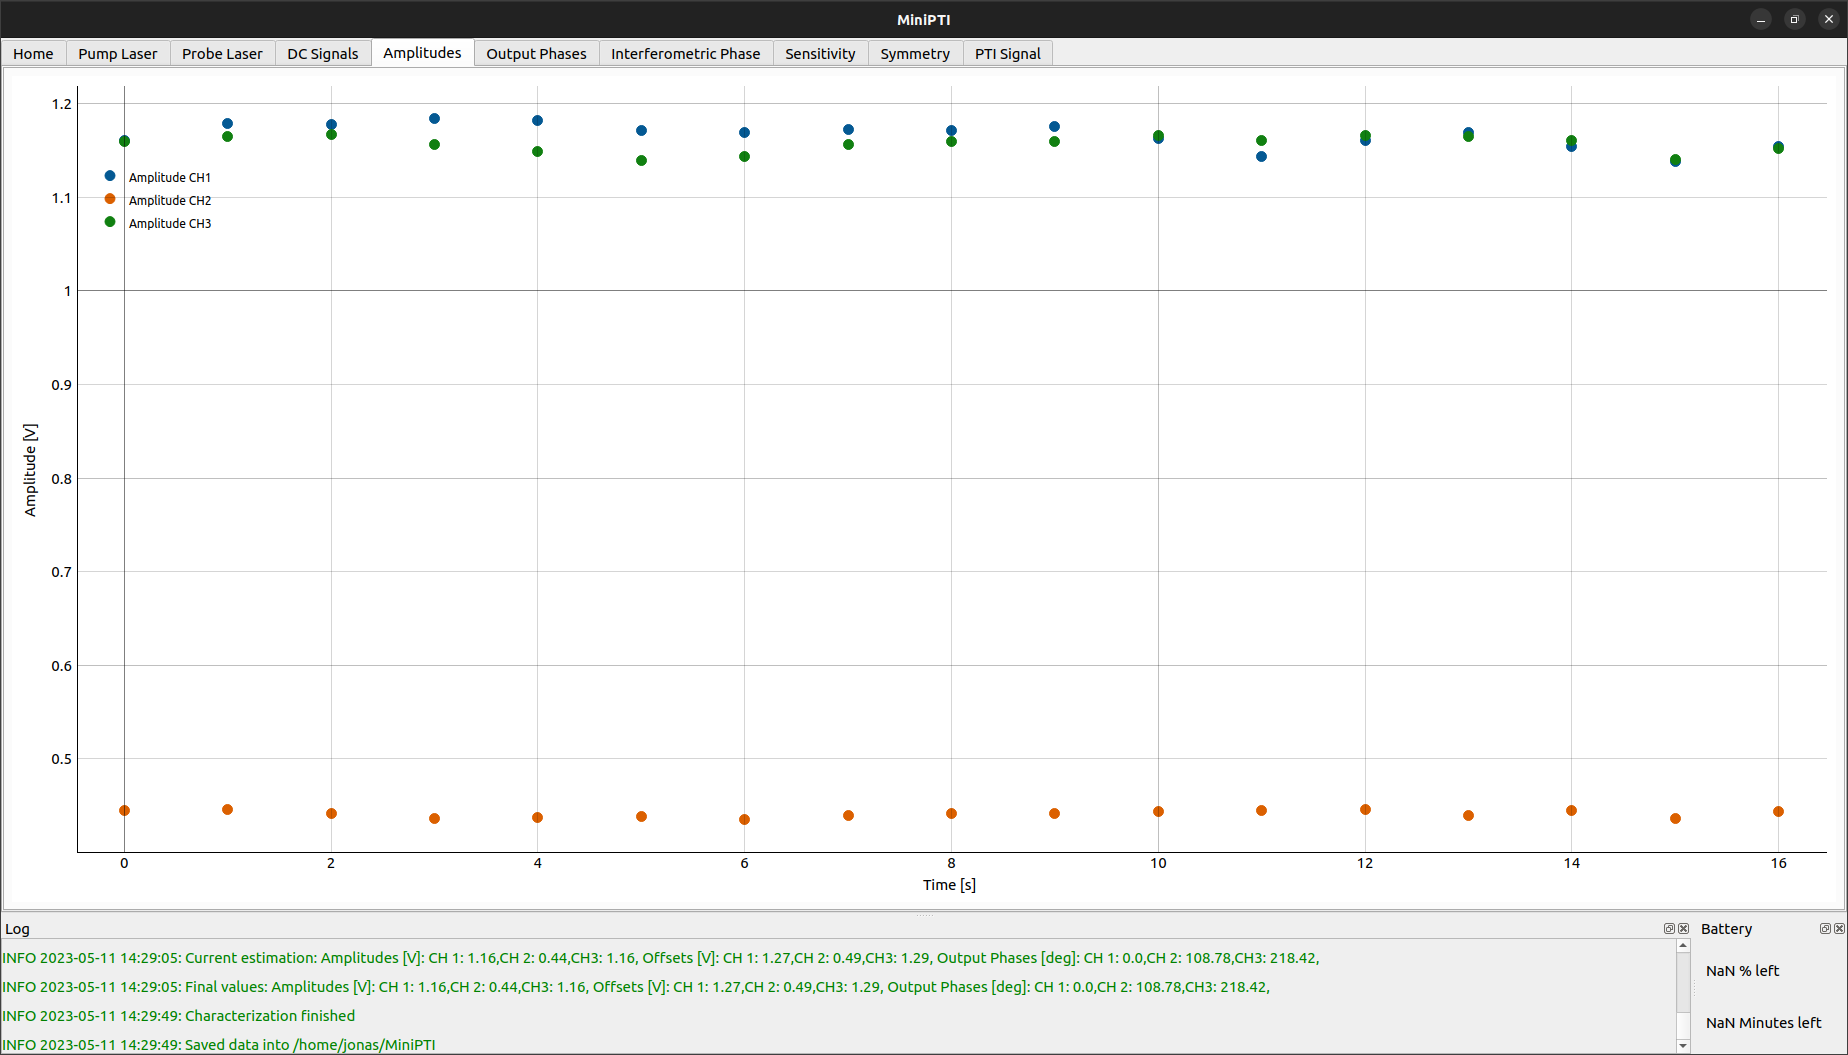 MiniPTI
Home Pump Laser Probe Laser DC Signals Amplitudes Output Phases Interferometric Phase Sensitivity Symmetry PTI Signal
1.2
Amplitude CH1
1.1
Amplitude CH2
Amplitude CH3
1
0.9
0.8
0.7
0.6
0.5
Amplitude [V]
0 2 4 6 8 10 12 14 16
Time [s]
Log
INFO 2023-05-11 14:29:05: Current estimation: Amplitudes [V]: CH 1: 1.16,CH 2: 0.44,CH3: 1.16, Offsets [V]: CH 1: 1.27,CH 2: 0.49,CH3: 1.29, Output Phases [deg]: CH 1: 0.0,CH 2: 108.78,CH3: 218.42,
INFO 2023-05-11 14:29:05: Final values: Amplitudes [V]: CH 1: 1.16,CH 2: 0.44,CH3: 1.16, Offsets [V]: CH 1: 1.27,CH 2: 0.49,CH3: 1.29, Output Phases [deg]: CH 1: 0.0,CH 2: 108.78,CH3: 218.42,
INFO 2023-05-11 14:29:49: Characterization finished
INFO 2023-05-11 14:29:49: Saved data into /home/jonas/MiniPTI
Battery
NaN % left
NaN Minutes left